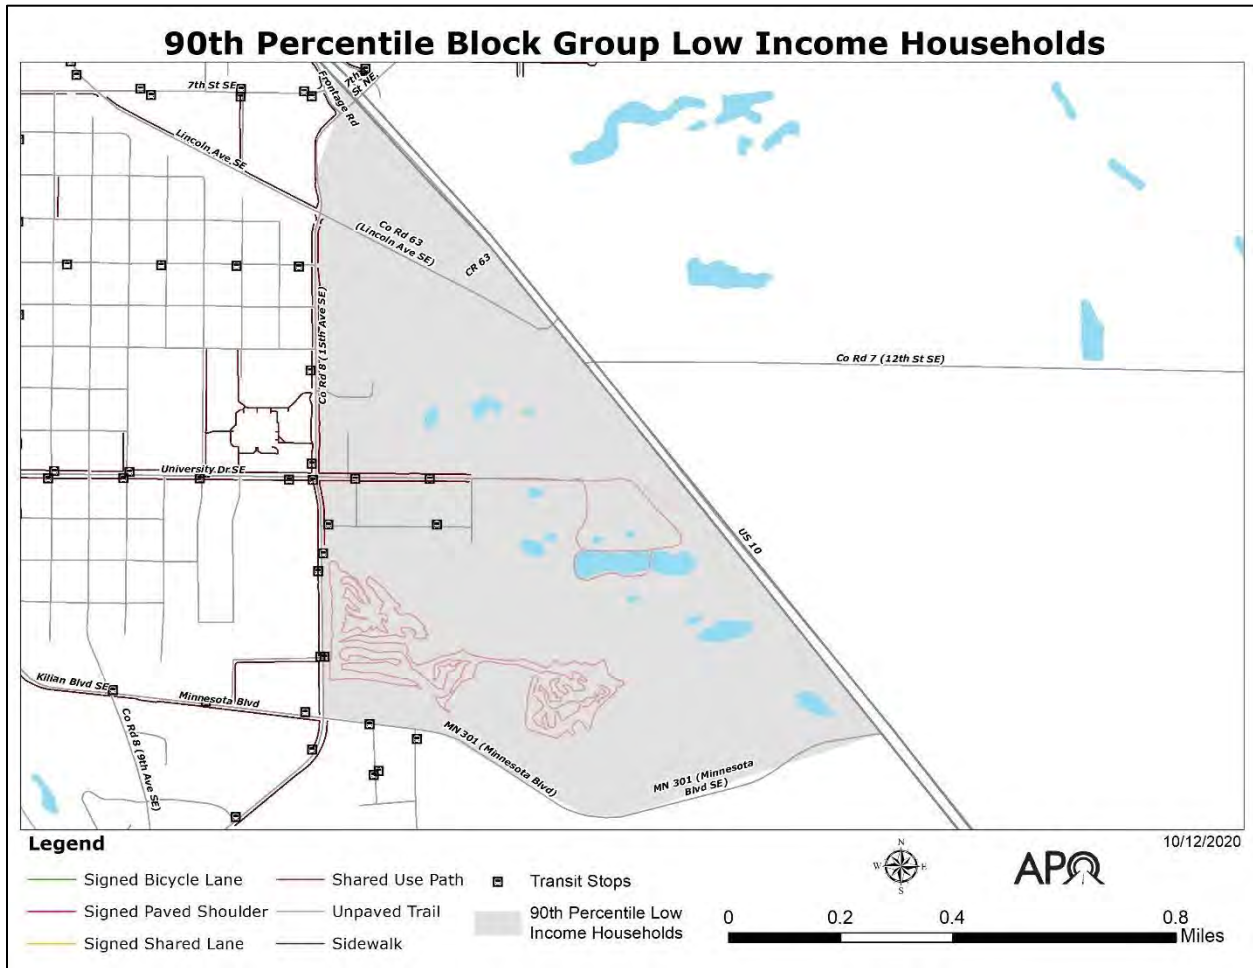 90th Percentile Block Group Low Income Households
7th St SE
Frontage Rd
7th
St NE
Lincoln Ave SE
Co Rd 63
(Lincoln Ave SE)
CR 63
Co Rd 8 (15th Ave SE)
Co Rd 7 (12th St SE)
University Dr SE
US 10
Kilian Blvd SE
Minnesota Blvd
Co Rd 8 (9th Ave SE)
MN 301 (Minnesota Blvd)
MN 301 (Minnesota
Blvd SE)
Legend
10/12/2020
Signed Bicycle Lane
Shared Use Path
Transit Stops
Signed Paved Shoulder
Unpaved Trail
90th Percentile Low
Income Households
Signed Shared Lane
Sidewalk
N
W
E
S
APO
0
0.2
0.4
0.8
Miles